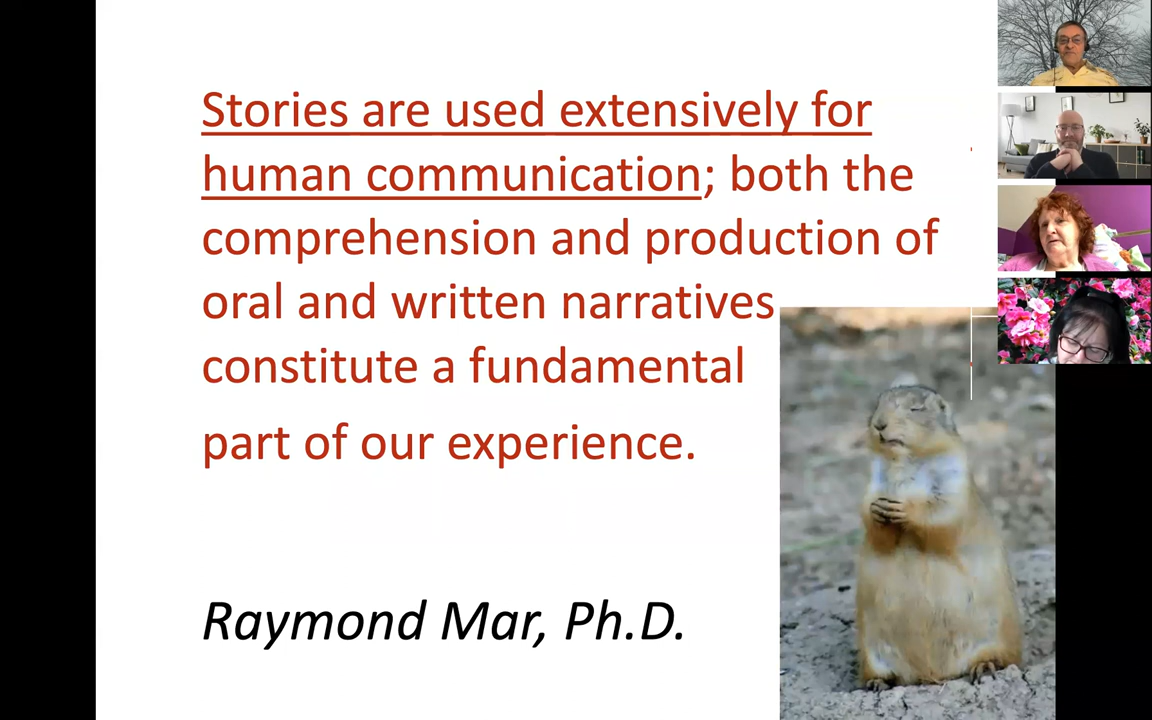 Stories are used extensively for
human communication; both the
comprehension and production of
oral and written narratives
constitute a fundamental
part of our experience.
Raymond Mar, Ph.D.